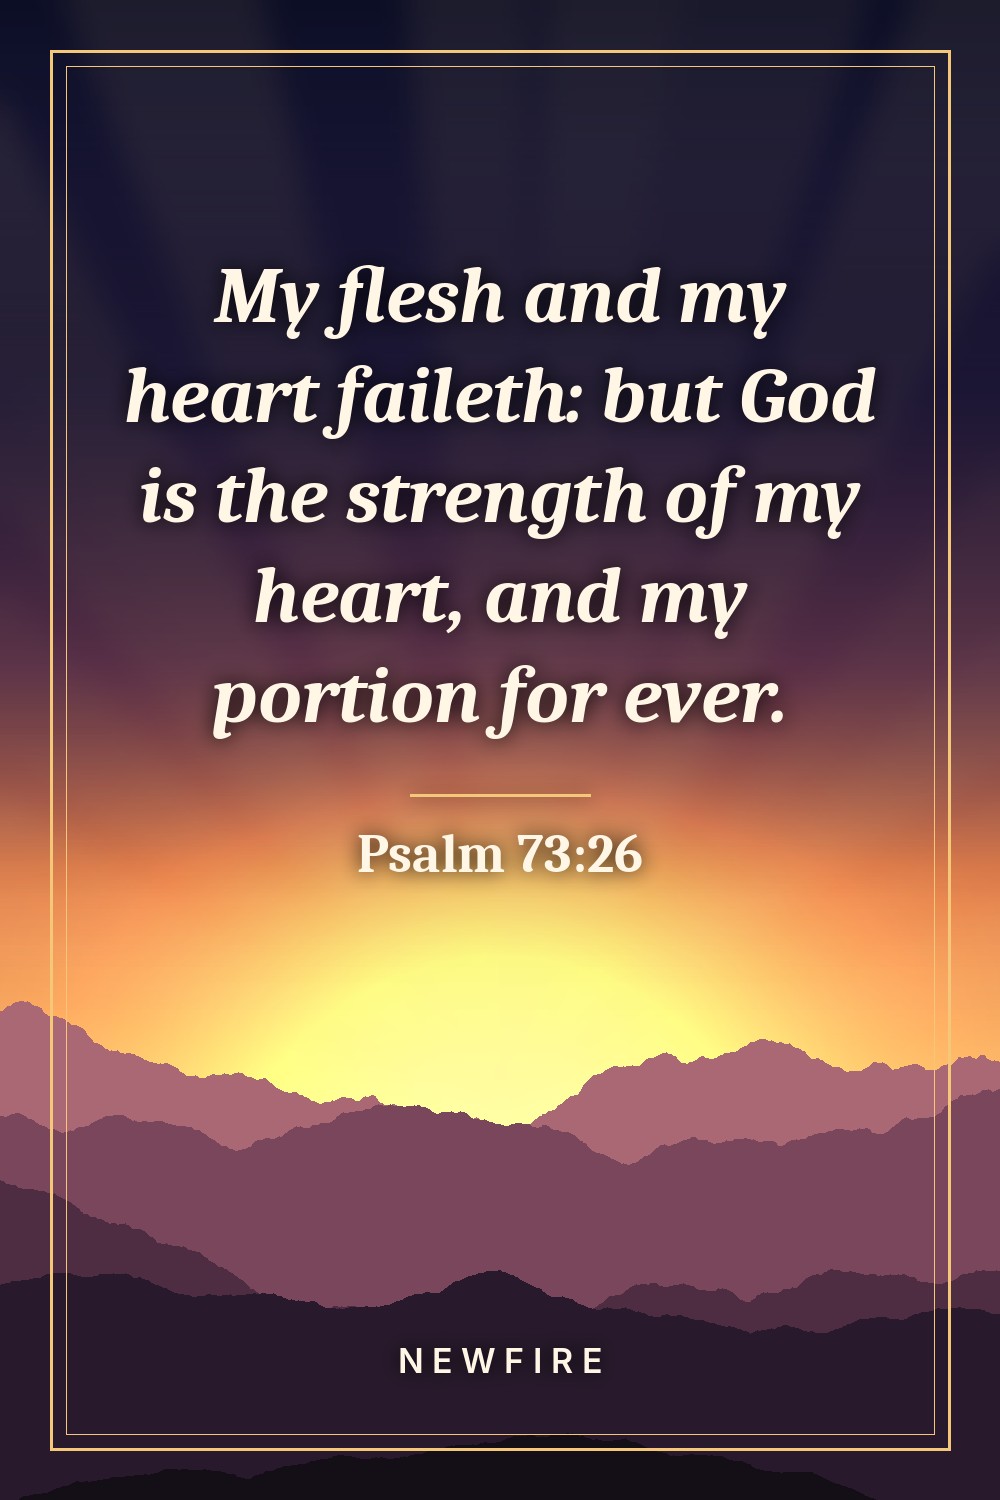 My flesh and my
heart faileth: but God
is the strength of my
heart, and my
portion for ever.
Psalm 73:26
NEWFIRE